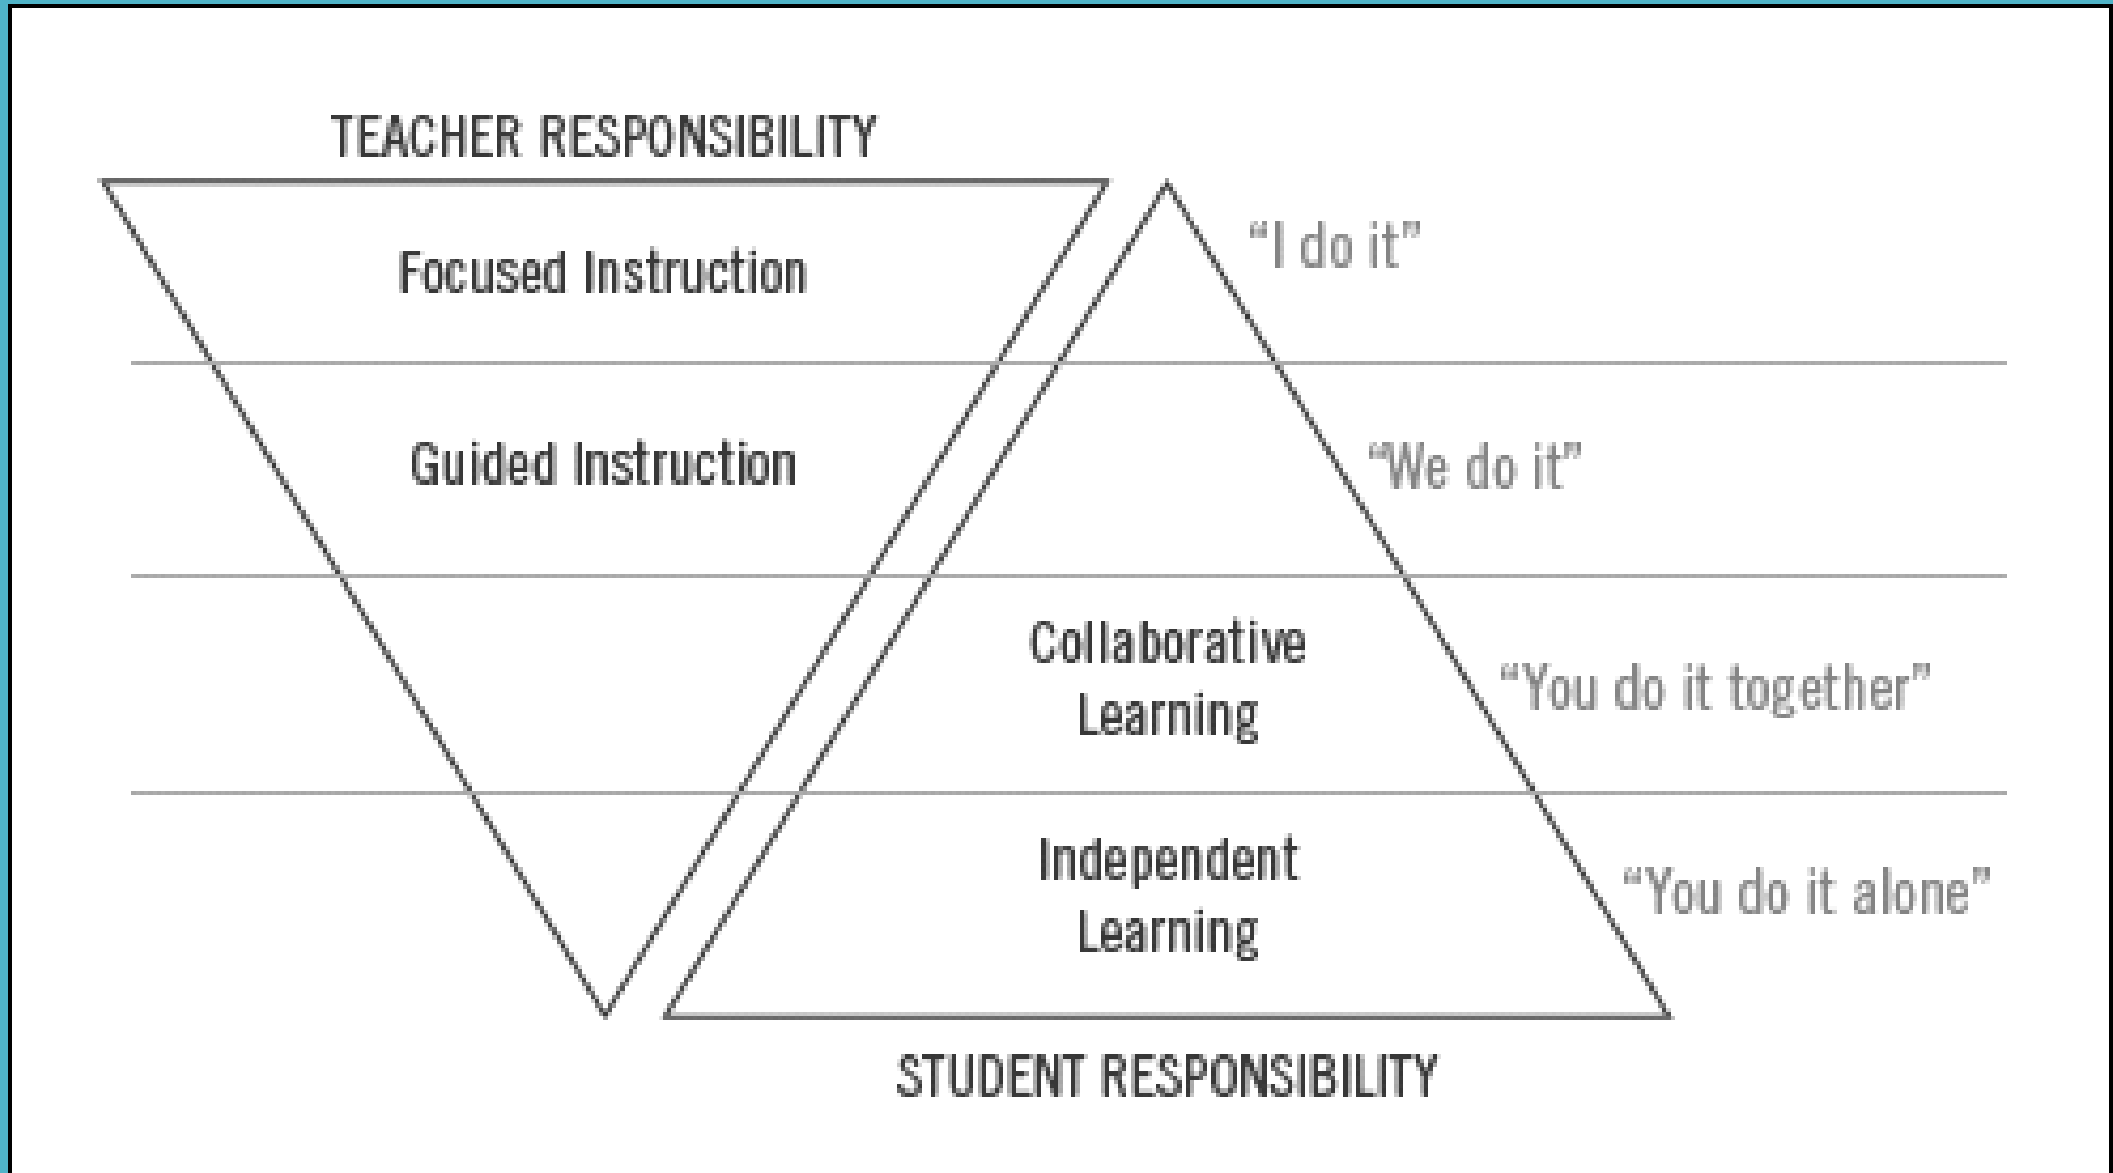 TEACHER RESPONSIBILITY
Focused Instruction
“I do it”
Guided Instruction
“We do it”
Collaborative
Learning
“You do it together”
Independent
Learning
“You do it alone”
STUDENT RESPONSIBILITY